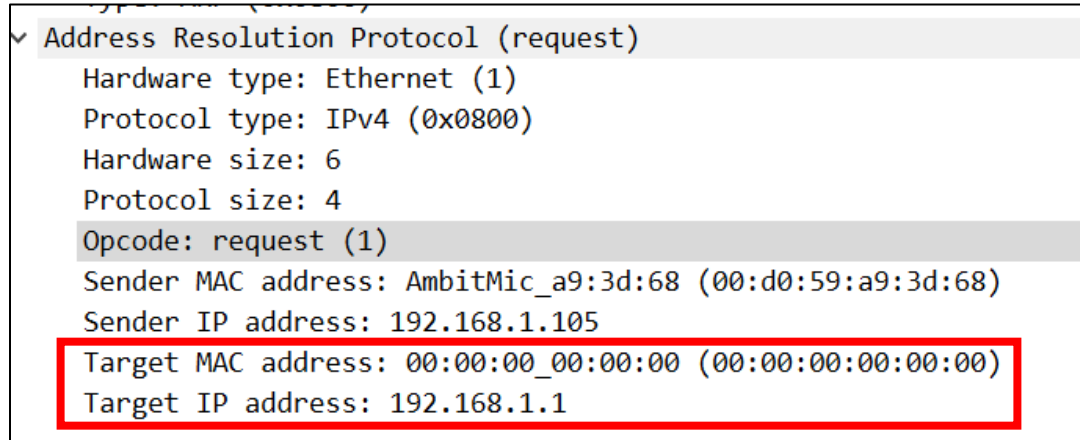 Address Resolution Protocol (request)
Hardware type: Ethernet (1)
Protocol type: IPv4 (0x0800)
Hardware size: 6
Protocol size: 4
Opcode: request (1)
Sender MAC address: AmbitMic_a9:3d:68 (00:d0:59:a9:3d:68)
Sender IP address: 192.168.1.105
Target MAC address: 00:00:00_00:00:00 (00:00:00:00:00:00)
Target IP address: 192.168.1.1